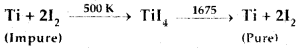 Ti + 2I₂ ⟶ 500 K TiI₄ ⟶ 1675 Ti + 2I₂
(Impure) (Pure)